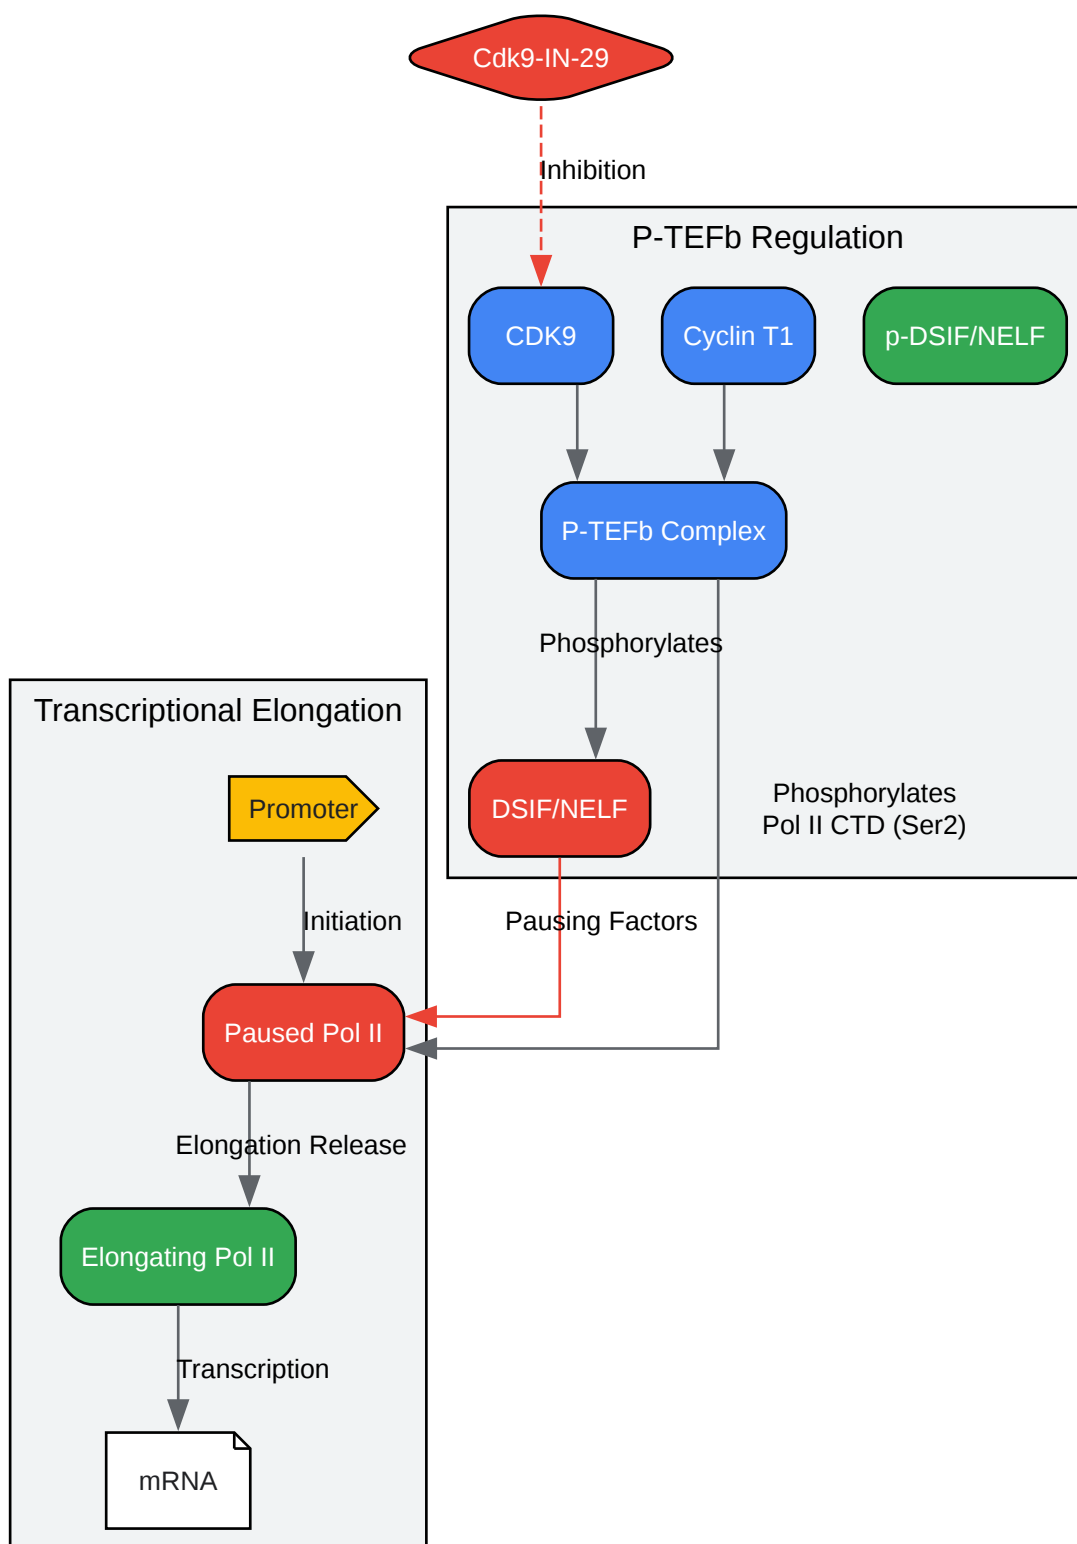 Cdk9-IN-29
Inhibition
P-TEFb Regulation
CDK9
Cyclin T1
p-DSIF/NELF
P-TEFb Complex
Phosphorylates
DSIF/NELF
Phosphorylates
Pol II CTD (Ser2)
Pausing Factors
Transcriptional Elongation
Promoter
Initiation
Paused Pol II
Elongation Release
Elongating Pol II
Transcription
mRNA